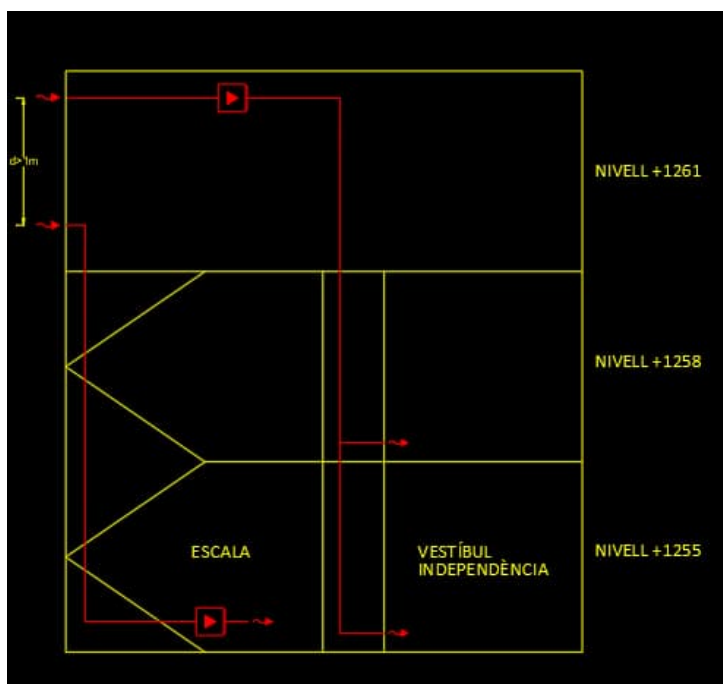 d> 1m
NIVELL +1261
NIVELL +1258
ESCALA
VESTÍBUL
INDEPENDÈNCIA
NIVELL +1255